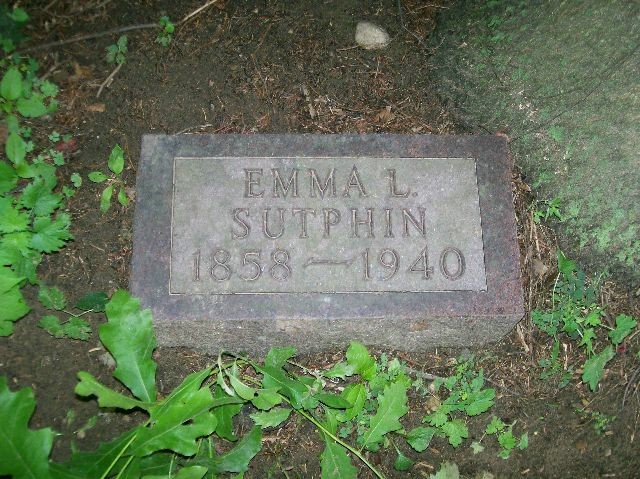 EMMA L.
SUTPHIN
1858 ~ 1940